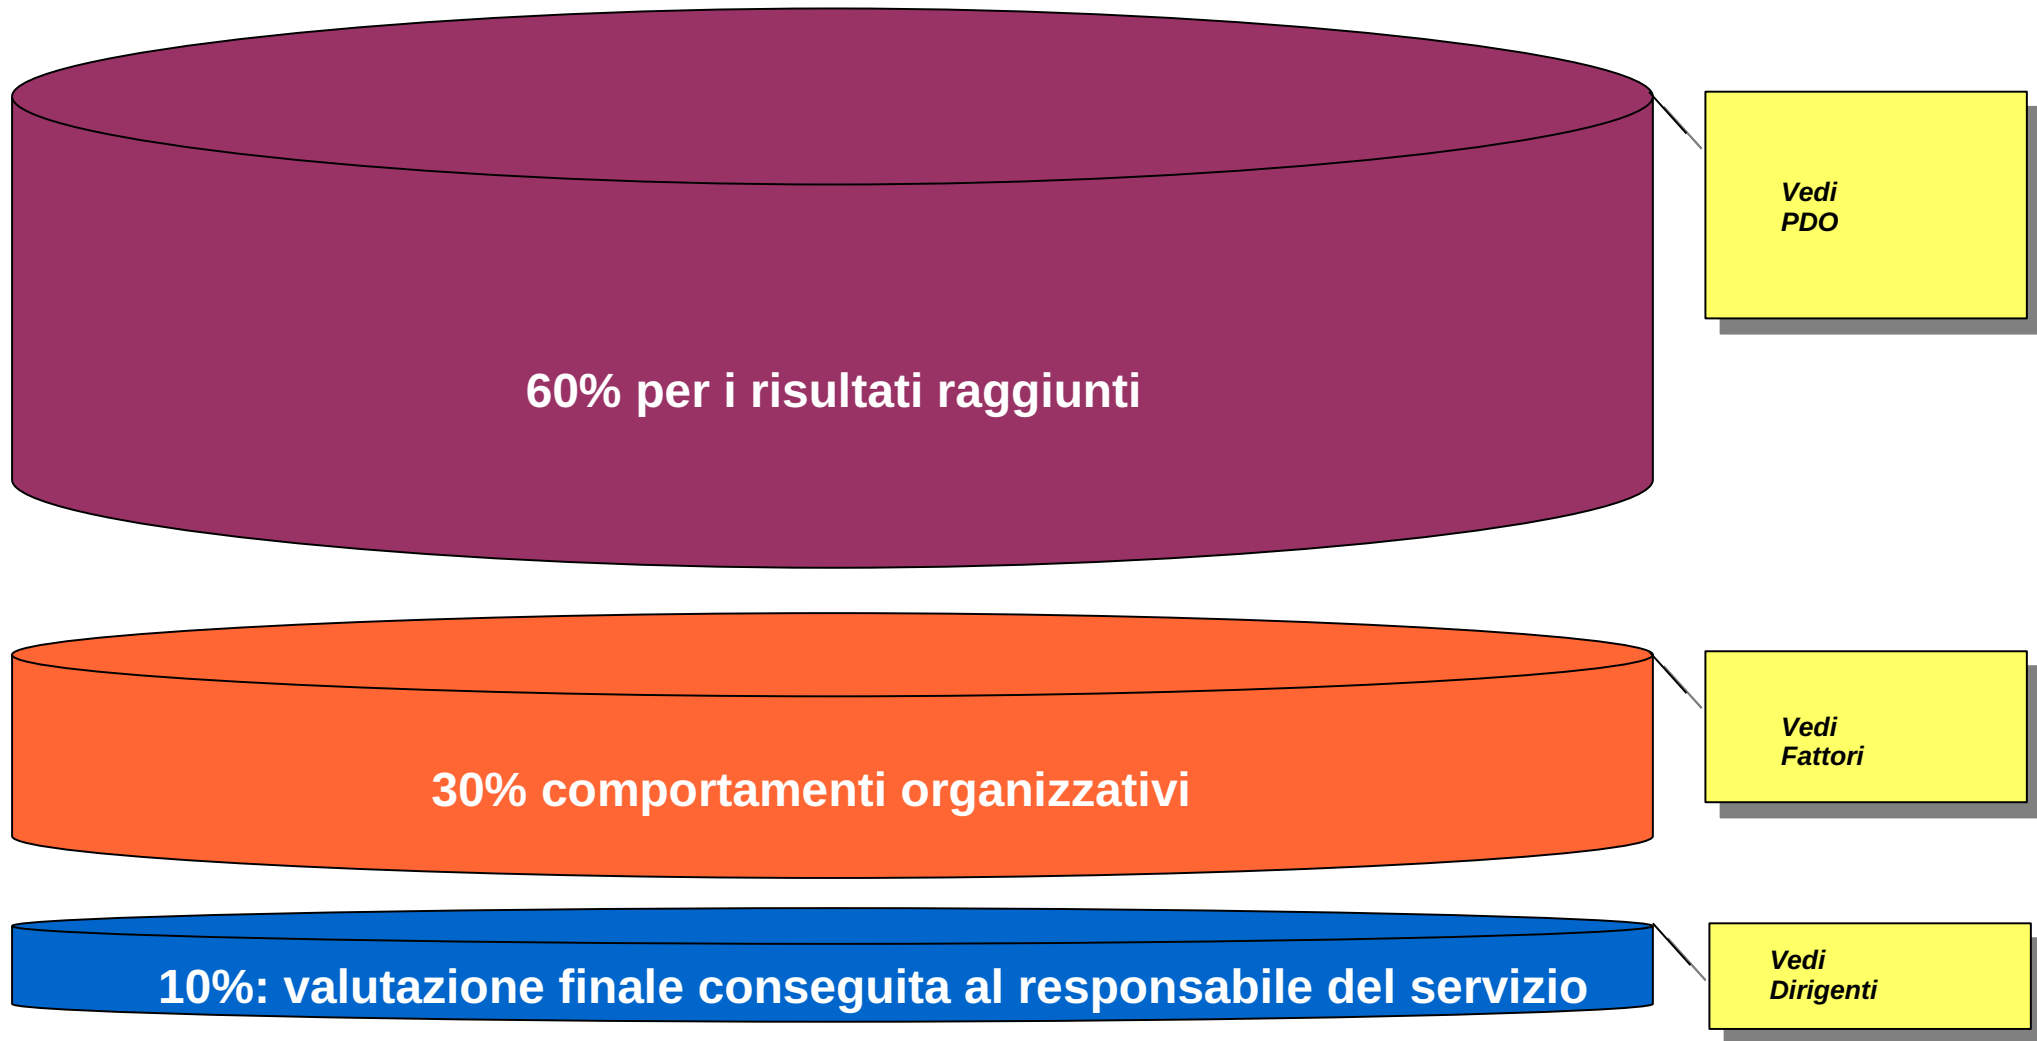 Vedi
PDO
60% per i risultati raggiunti
Vedi
Fattori
30% comportamenti organizzativi
Vedi
Dirigenti
10%: valutazione finale conseguita al responsabile del servizio